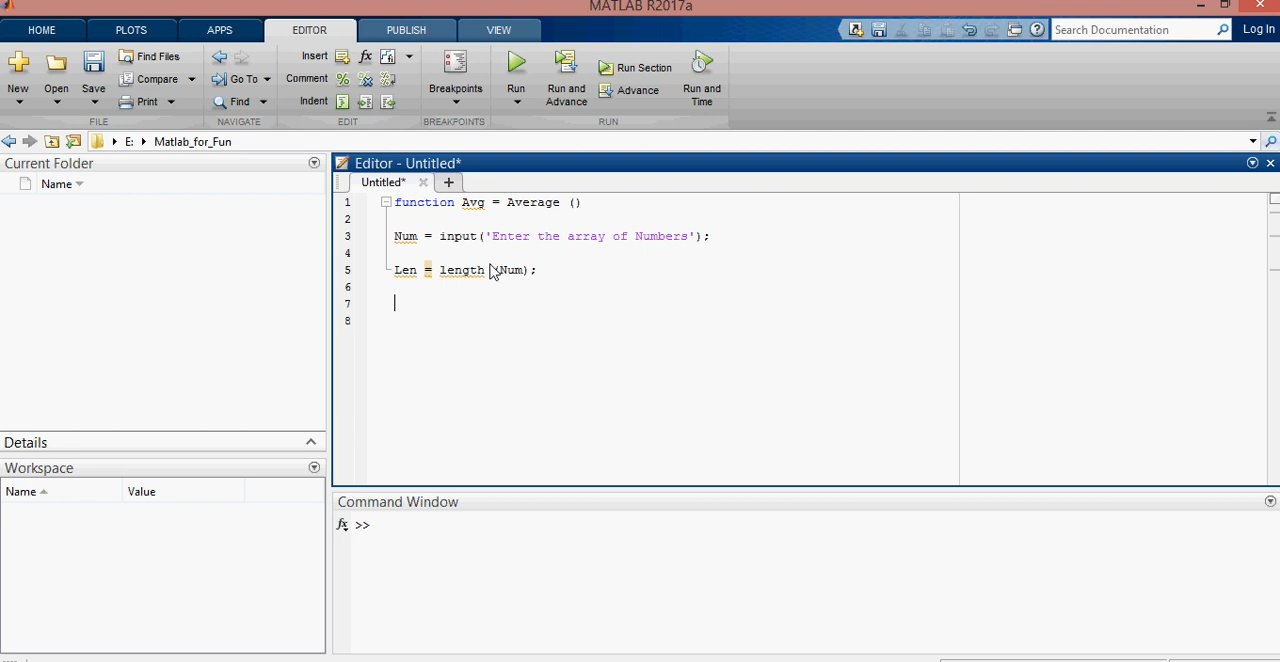 MATLAB R2017a
HOME PLOTS APPS EDITOR PUBLISH VIEW Search Documentation Log In
New Open Save Find Files Compare Print
FILE
Go To Find
NAVIGATE
Insert fx
Comment
Indent
EDIT
Breakpoints
BREAKPOINTS
Run Run and Advance Run Section Advance Run and Time
RUN
E: Matlab_for_Fun
Current Folder
Name
Details
Workspace
Name Value
Editor - Untitled*
Untitled* +
1 function Avg = Average ()
2
3 Num = input('Enter the array of Numbers');
4
5 Len = length (Num);
6
7
8
Command Window
fx >>